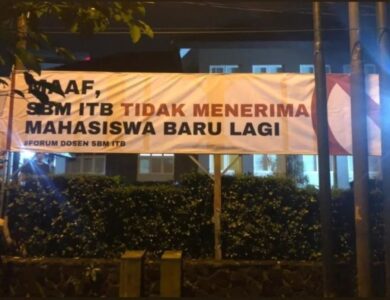 MAAF,
SBM ITB TIDAK MENERIMA
MAHASISWA BARU LAGI
#FORUM DOSEN SBM ITB